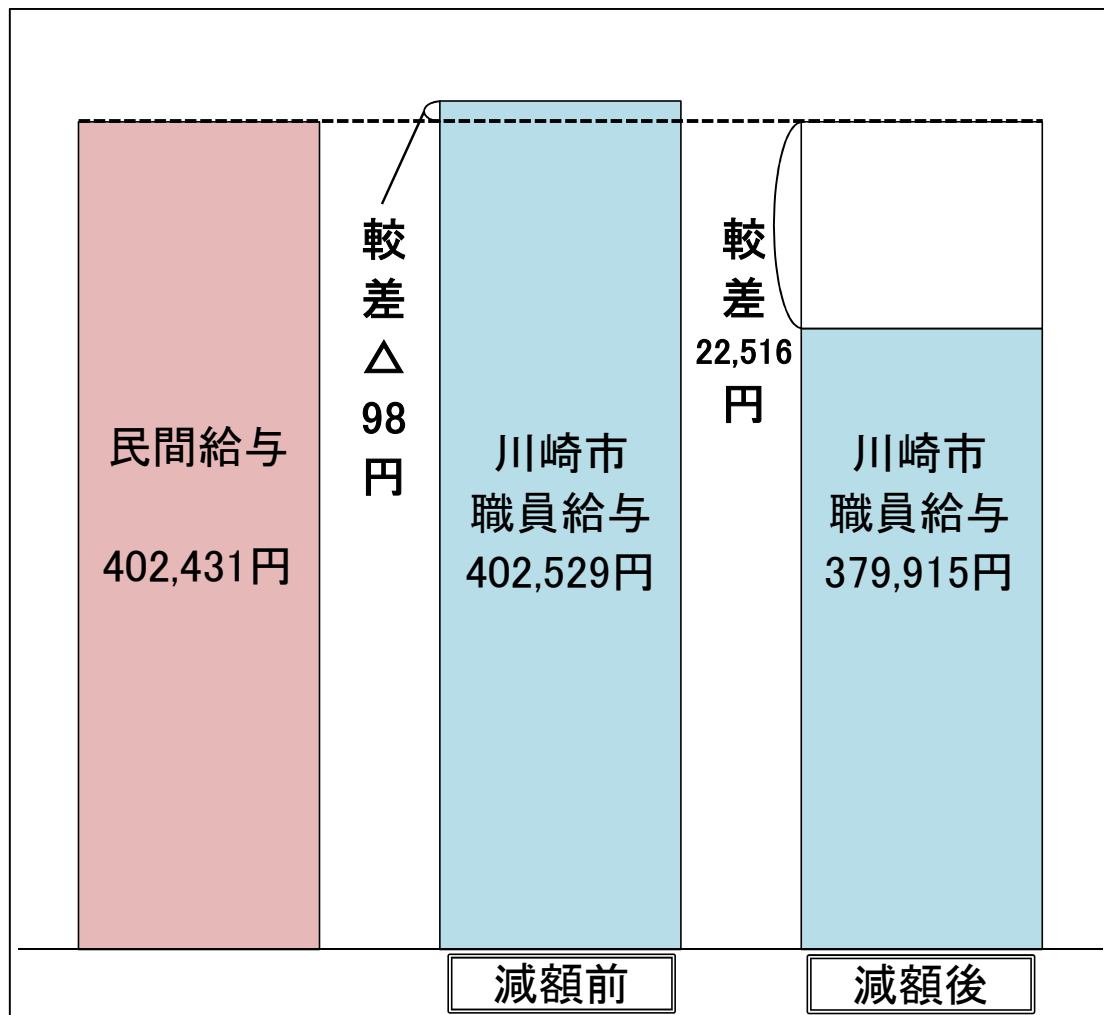 民間給与
402,431円
較
差
△
98
円
川崎市
職員給与
402,529円
減額前
較
差
22,516
円
川崎市
職員給与
379,915円
減額後